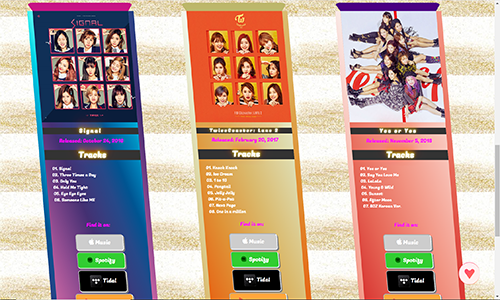 SIGNAL
Signal
Released: October 24, 2016
Tracks
01. Signal
02. Three Times a Day
03. Only You
04. Hold Me Tight
05. Eye Eye Eyes
06. Someone Like Me
Find it on:
Music
Spotify
Tidal
TwiceCoaster: Lane 2
Released: February 20, 2017
Tracks
01. Knock Knock
02. Ice Cream
03. TT
04. Ponytail
05. Jelly Jelly
06. Pit-a-Pat
07. Next Page
08. One in a million
Find it on:
Music
Spotify
Tidal
Yes or Yes
Released: November 5, 2018
Tracks
01. Yes or Yes
02. Say You Love Me
03. LaLaLa
04. Young & Wild
05. Sunset
06. After Moon
07. BDZ Korean Ver.
Find it on:
Music
Spotify
Tidal